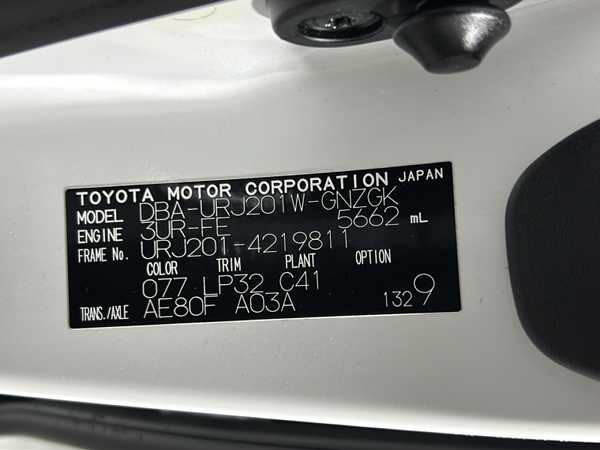 TOYOTA MOTOR CORPORATION JAPAN
MODEL DBA-URJ201W-GNZGK
ENGINE 3UR-FE 5662 mL
FRAME No. URJ201-4219811
COLOR TRIM PLANT OPTION
077 LP32 C41
TRANS./AXLE AE80F A03A 1329